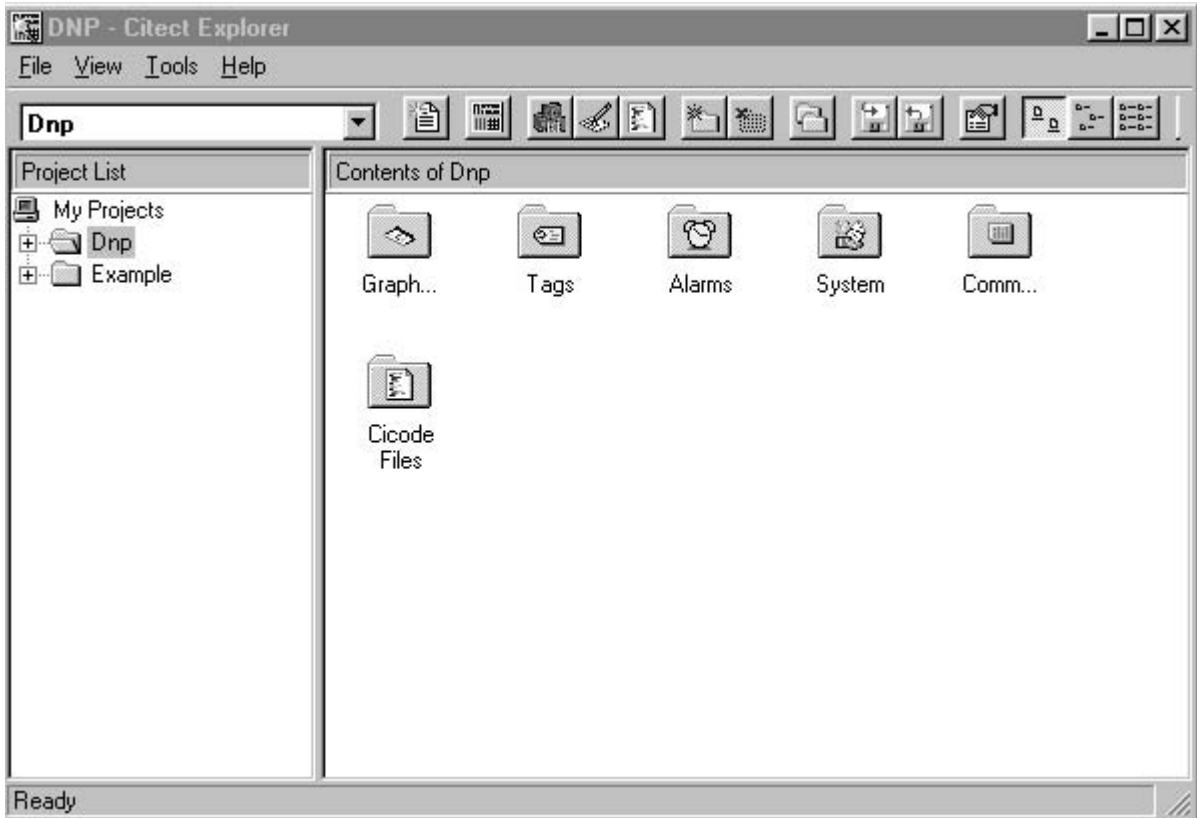 DNP - Citect Explorer
File View Tools Help
Dnp
Project List
Contents of Dnp
My Projects
Dnp
Example
Graph...
Tags
Alarms
System
Comm...
Cicode
Files
Ready